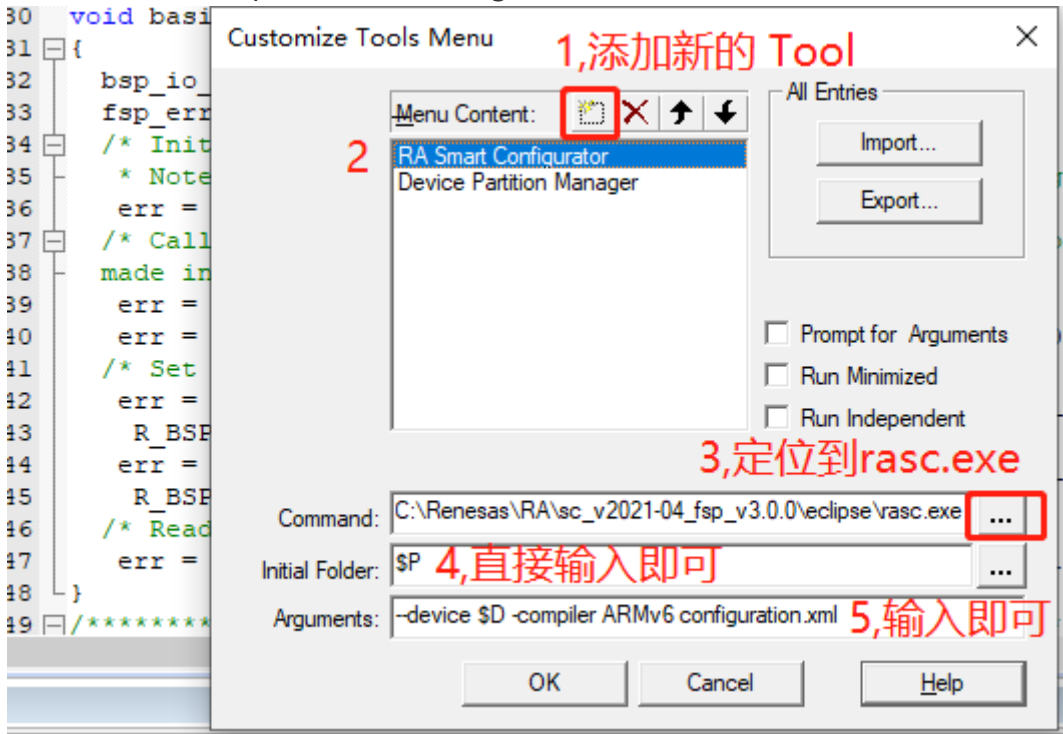 30 void basi
31 {
32 bsp_io_
33 fsp_err
34 /* Init
35 * Note
36 err =
37 /* Call
38 made in
39 err =
40 err =
41 /* Set
42 err =
43 R_BSP
44 err =
45 R_BSP
46 /* Read
47 err =
48 }
49 /********
Customize Tools Menu
1,添加新的 Tool
Menu Content:
All Entries
2
RA Smart Configurator
Device Partition Manager
Import...
Export...
Prompt for Arguments
Run Minimized
Run Independent
3,定位到rasc.exe
Command: C:\Renesas\RA\sc_v2021-04_fsp_v3.0.0\eclipse\rasc.exe ...
Initial Folder: $P 4,直接输入即可 ...
Arguments: --device $D -compiler ARMv6 configuration.xml 5,输入即可
OK Cancel Help